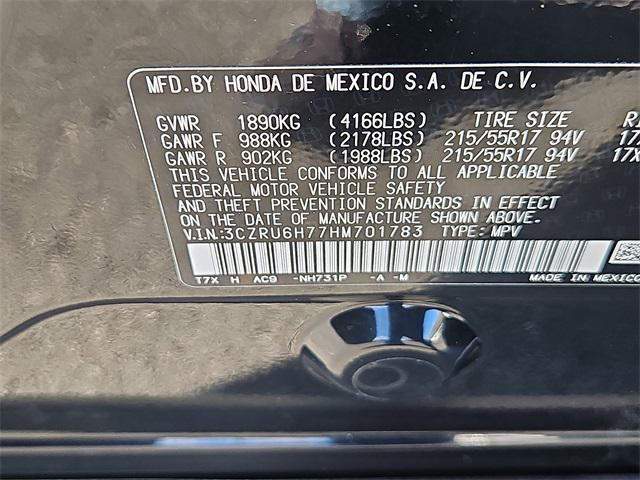 MFD.BY HONDA DE MEXICO S.A. DE C.V.
GVWR 1890KG (4166LBS) TIRE SIZE
GAWR F 988KG (2178LBS) 215/55R17 94V
GAWR R 902KG (1988LBS) 215/55R17 94V
THIS VEHICLE CONFORMS TO ALL APPLICABLE
FEDERAL MOTOR VEHICLE SAFETY
AND THEFT PREVENTION STANDARDS IN EFFECT
ON THE DATE OF MANUFACTURE SHOWN ABOVE.
V.I.N:3CZRU6H77HM701783 TYPE:MPV
T7X H AC9 -NH731P -A -M MADE IN MEXICO